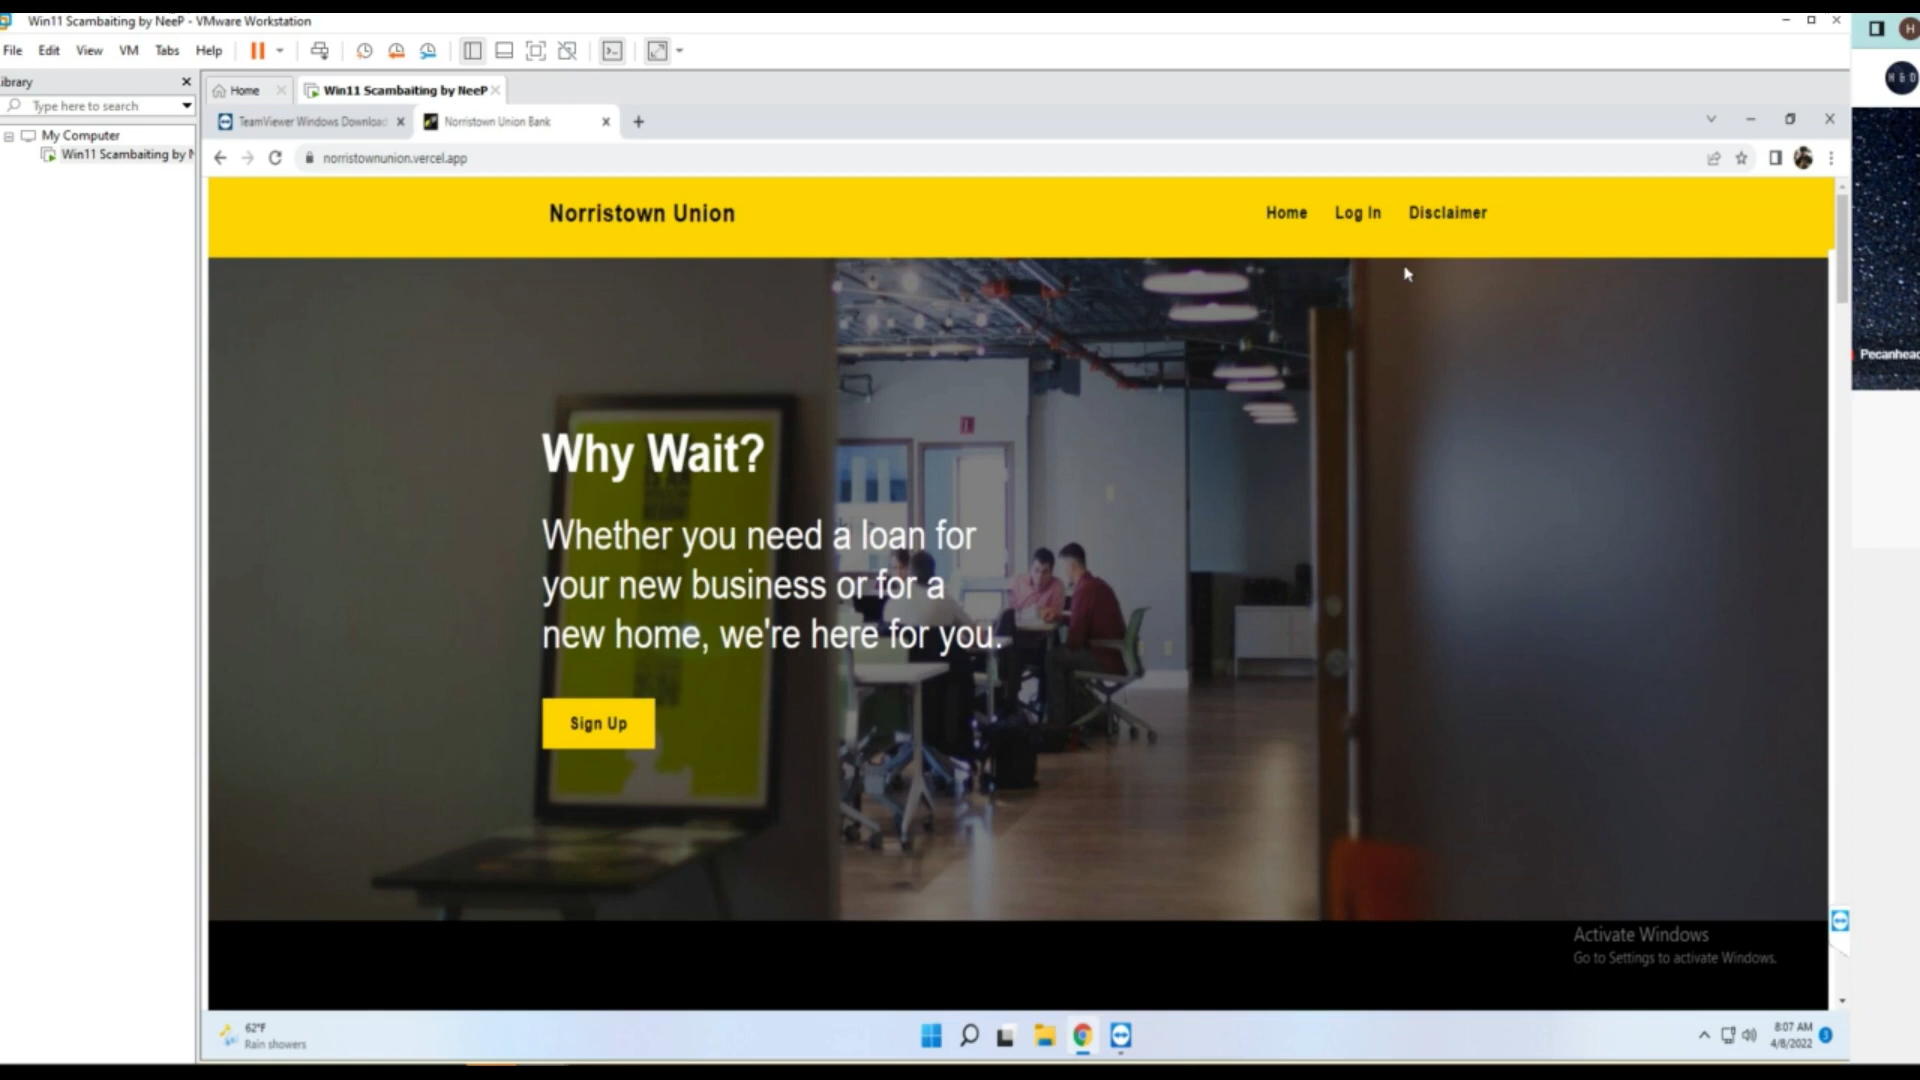 Win11 Scambaiting by NeeP - VMware Workstation
File Edit View VM Tabs Help
ibrary
Type here to search
My Computer
Win11 Scambaiting by N
Home
Win11 Scambaiting by NeeP
TeamViewer Windows Download
Norristown Union Bank
norristownunion.vercel.app
H
H & D
Norristown Union
Home Log In Disclaimer
Pecanhead
Why Wait?
Whether you need a loan for
your new business or for a
new home, we're here for you.
Sign Up
Activate Windows
Go to Settings to activate Windows.
62°F
Rain showers
8:07 AM
4/8/2022